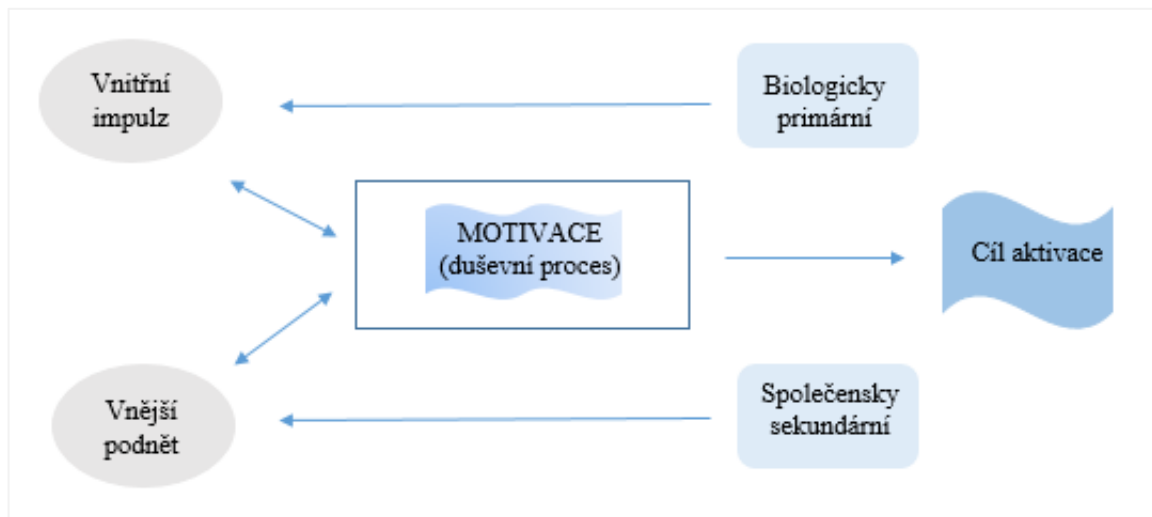 Vnitřní
impulz
Biologicky
primární
MOTIVACE
(duševní proces)
Cíl aktivace
Vnější
podnět
Společensky
sekundární